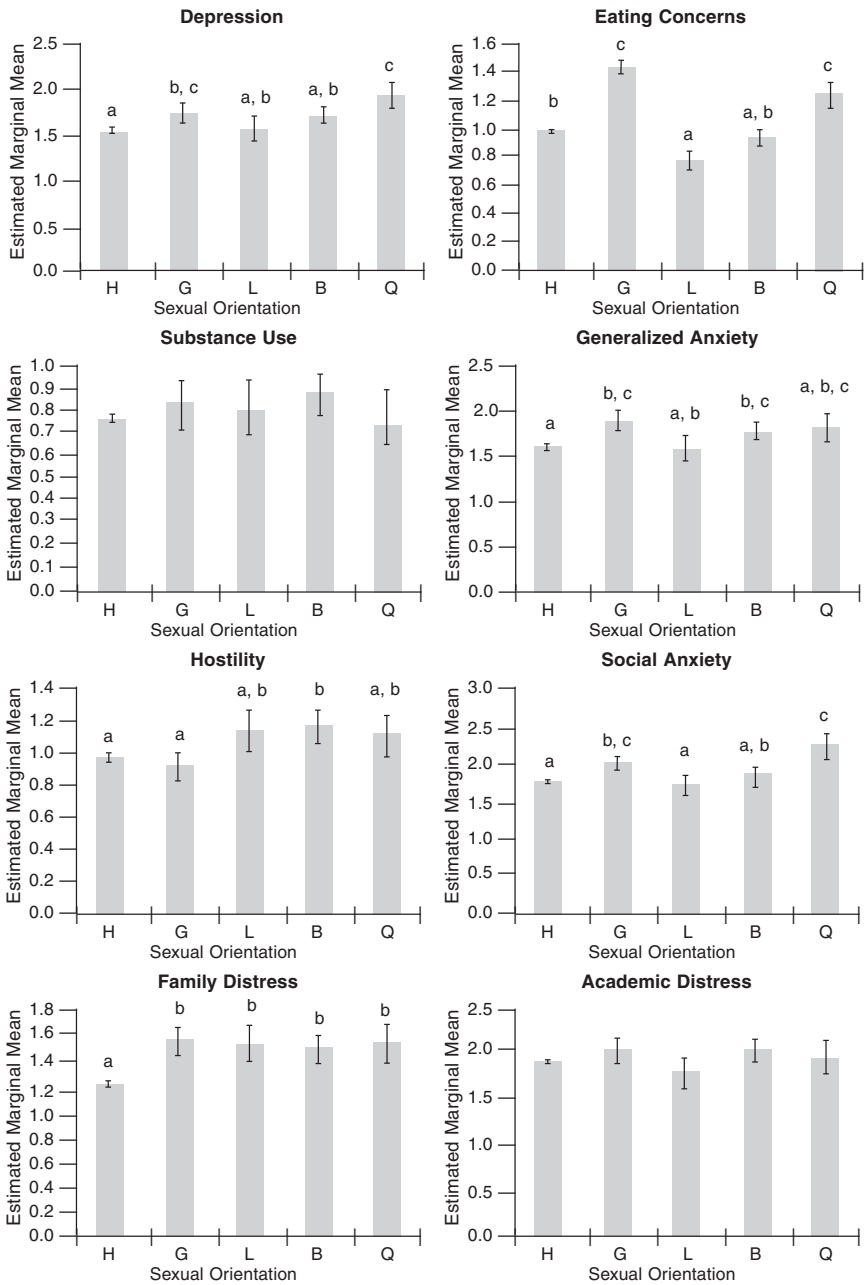 Depression
Estimated Marginal Mean
2.5
2.0
1.5
1.0
0.5
0.0
a
b, c
a, b
a, b
c
H G L B Q
Sexual Orientation
Eating Concerns
Estimated Marginal Mean
1.6
1.4
1.2
1.0
0.8
0.6
0.4
0.2
0.0
b
c
a
a, b
c
H G L B Q
Sexual Orientation
Substance Use
Estimated Marginal Mean
1.0
0.9
0.8
0.7
0.6
0.5
0.4
0.3
0.2
0.1
0.0
H G L B Q
Sexual Orientation
Generalized Anxiety
Estimated Marginal Mean
2.5
2.0
1.5
1.0
0.5
0.0
a
b, c
a, b
b, c
a, b, c
H G L B Q
Sexual Orientation
Hostility
Estimated Marginal Mean
1.4
1.2
1.0
0.8
0.6
0.4
0.2
0.0
a
a
a, b
b
a, b
H G L B Q
Sexual Orientation
Social Anxiety
Estimated Marginal Mean
3.0
2.5
2.0
1.5
1.0
0.5
0.0
a
b, c
a
a, b
c
H G L B Q
Sexual Orientation
Family Distress
Estimated Marginal Mean
1.8
1.6
1.4
1.2
1.0
0.8
0.6
0.4
0.2
0.0
a
b
b
b
b
H G L B Q
Sexual Orientation
Academic Distress
Estimated Marginal Mean
2.5
2.0
1.5
1.0
0.5
0.0
H G L B Q
Sexual Orientation